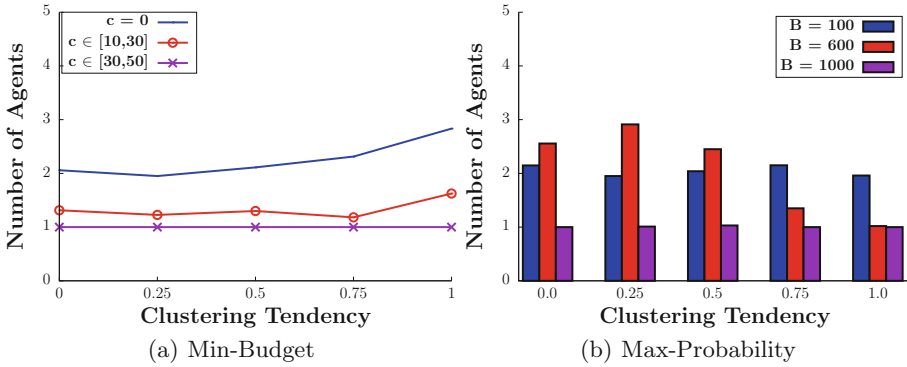 Number of Agents
5
4
3
2
1
0
c = 0
c ∈ [10,30]
c ∈ [30,50]
0 0.25 0.5 0.75 1
Clustering Tendency
(a) Min-Budget
Number of Agents
5
4
3
2
1
0
B = 100
B = 600
B = 1000
0.0 0.25 0.5 0.75 1.0
Clustering Tendency
(b) Max-Probability